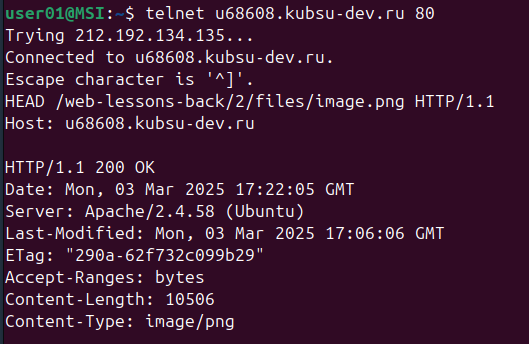 user01@MSI:~$ telnet u68608.kubsu-dev.ru 80
Trying 212.192.134.135...
Connected to u68608.kubsu-dev.ru.
Escape character is '^]'.
HEAD /web-lessons-back/2/files/image.png HTTP/1.1
Host: u68608.kubsu-dev.ru

HTTP/1.1 200 OK
Date: Mon, 03 Mar 2025 17:22:05 GMT
Server: Apache/2.4.58 (Ubuntu)
Last-Modified: Mon, 03 Mar 2025 17:06:06 GMT
ETag: "290a-62f732c099b29"
Accept-Ranges: bytes
Content-Length: 10506
Content-Type: image/png